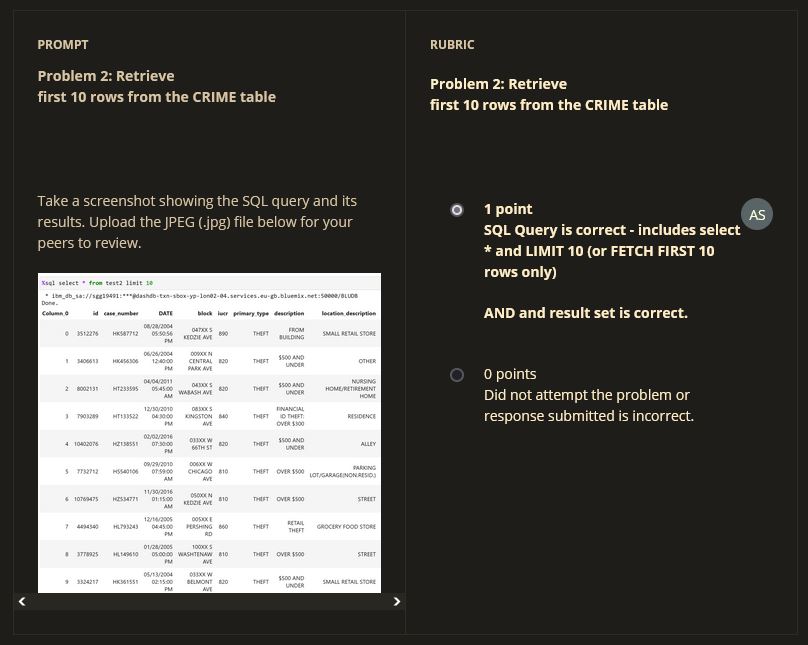 PROMPT
Problem 2: Retrieve
first 10 rows from the CRIME table
Take a screenshot showing the SQL query and its
results. Upload the JPEG (.jpg) file below for your
peers to review.
%sql select * from test2 limit 10
* ibm_db_sa://sgg19491:***@dashdb-txn-sbox-yp-lon02-04.services.eu-gb.bluemix.net:50000/BLUDB
Done.
Column_0 id case_number DATE block iucr primary_type description location_description
0 3512276 HK587712 08/28/2004 05:50:56 PM 047XX S KEDZIE AVE 890 THEFT FROM BUILDING SMALL RETAIL STORE
1 3406613 HK456306 06/26/2004 12:40:00 PM 009XX N CENTRAL PARK AVE 820 THEFT $500 AND UNDER OTHER
2 8002131 HT233595 04/04/2011 05:45:00 AM 043XX S WABASH AVE 820 THEFT $500 AND UNDER NURSING HOME/RETIREMENT HOME
3 7903289 HT133522 12/30/2010 04:30:00 PM 083XX S KINGSTON AVE 840 THEFT FINANCIAL ID THEFT: OVER $300 RESIDENCE
4 10402076 HZ138551 02/02/2016 07:30:00 PM 033XX W 66TH ST 820 THEFT $500 AND UNDER ALLEY
5 7732712 HS540106 09/29/2010 07:59:00 AM 006XX W CHICAGO AVE 810 THEFT OVER $500 PARKING LOT/GARAGE(NON.RESID.)
6 10769475 HZ534771 11/30/2016 01:15:00 AM 050XX N KEDZIE AVE 810 THEFT OVER $500 STREET
7 4494340 HL793243 12/16/2005 04:45:00 PM 005XX E PERSHING RD 860 THEFT RETAIL THEFT GROCERY FOOD STORE
8 3778925 HL149610 01/28/2005 05:00:00 PM 100XX S WASHTENAW AVE 810 THEFT OVER $500 STREET
9 3324217 HK361551 05/13/2004 02:15:00 PM 033XX W BELMONT AVE 820 THEFT $500 AND UNDER SMALL RETAIL STORE
RUBRIC
Problem 2: Retrieve
first 10 rows from the CRIME table
1 point
SQL Query is correct - includes select
* and LIMIT 10 (or FETCH FIRST 10
rows only)
AND and result set is correct.
AS
0 points
Did not attempt the problem or
response submitted is incorrect.